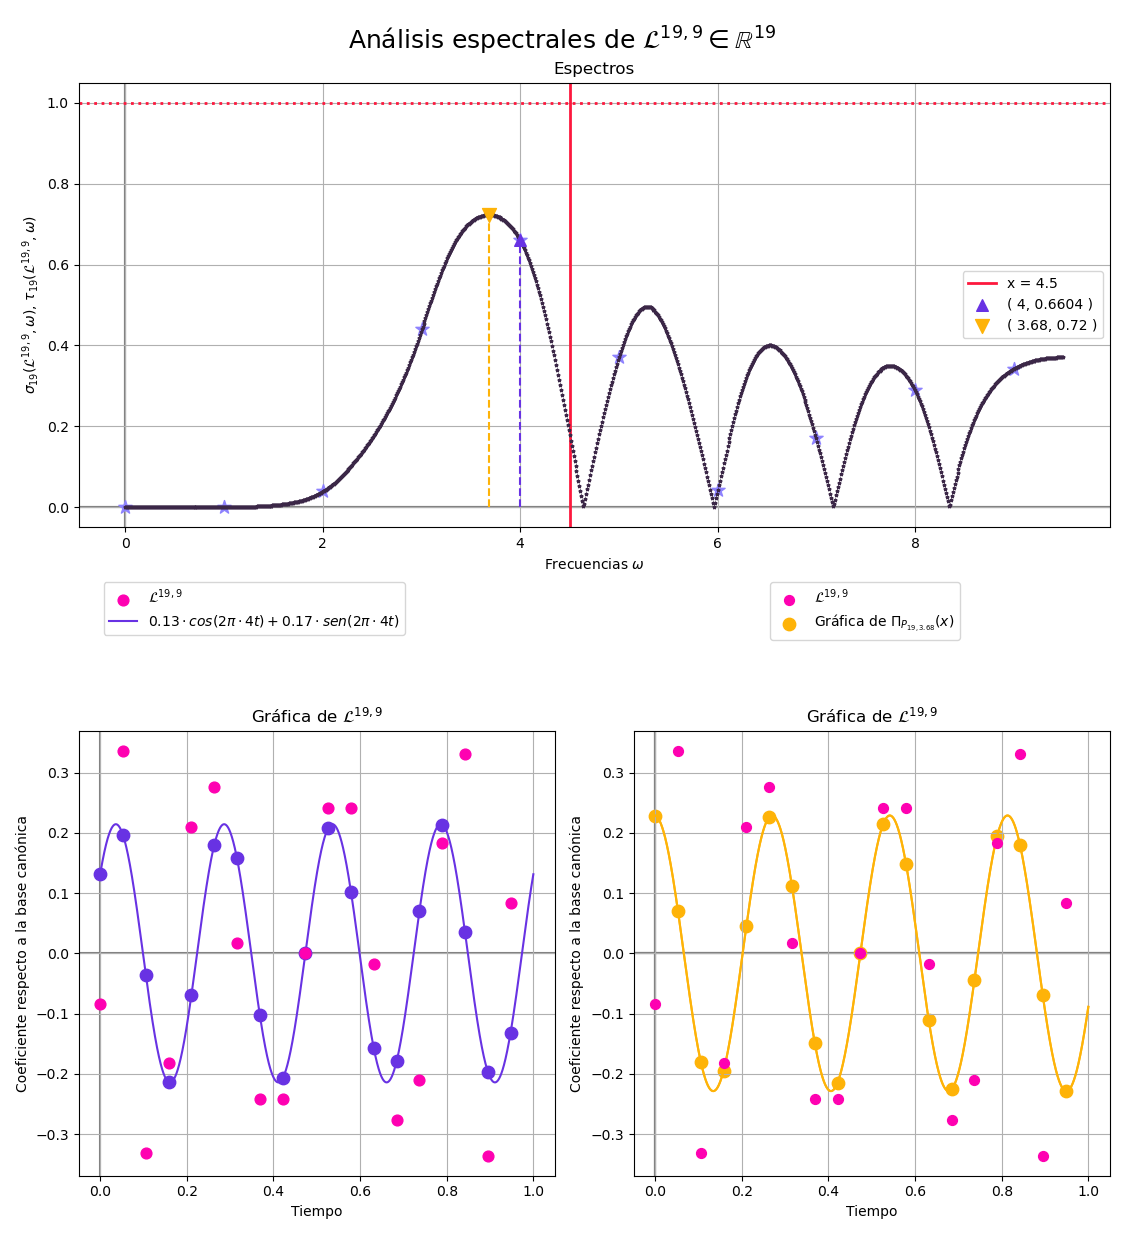 Análisis espectrales de ℒ^{19,9} ∈ ℝ^{19}
Espectros
σ₁₉(ℒ^{19,9}, ω), τ₁₉(ℒ^{19,9}, ω)
1.0
0.8
0.6
0.4
0.2
0.0
x = 4.5
( 4, 0.6604 )
( 3.68, 0.72 )
0 2 4 6 8
Frecuencias ω
ℒ^{19,9}
0.13 · cos(2π · 4t) + 0.17 · sen(2π · 4t)
ℒ^{19,9}
Gráfica de Π_{P_{19,3.68}}(x)
Gráfica de ℒ^{19,9}
Coeficiente respecto a la base canónica
0.3
0.2
0.1
0.0
−0.1
−0.2
−0.3
0.0 0.2 0.4 0.6 0.8 1.0
Tiempo
Gráfica de ℒ^{19,9}
Coeficiente respecto a la base canónica
0.3
0.2
0.1
0.0
−0.1
−0.2
−0.3
0.0 0.2 0.4 0.6 0.8 1.0
Tiempo